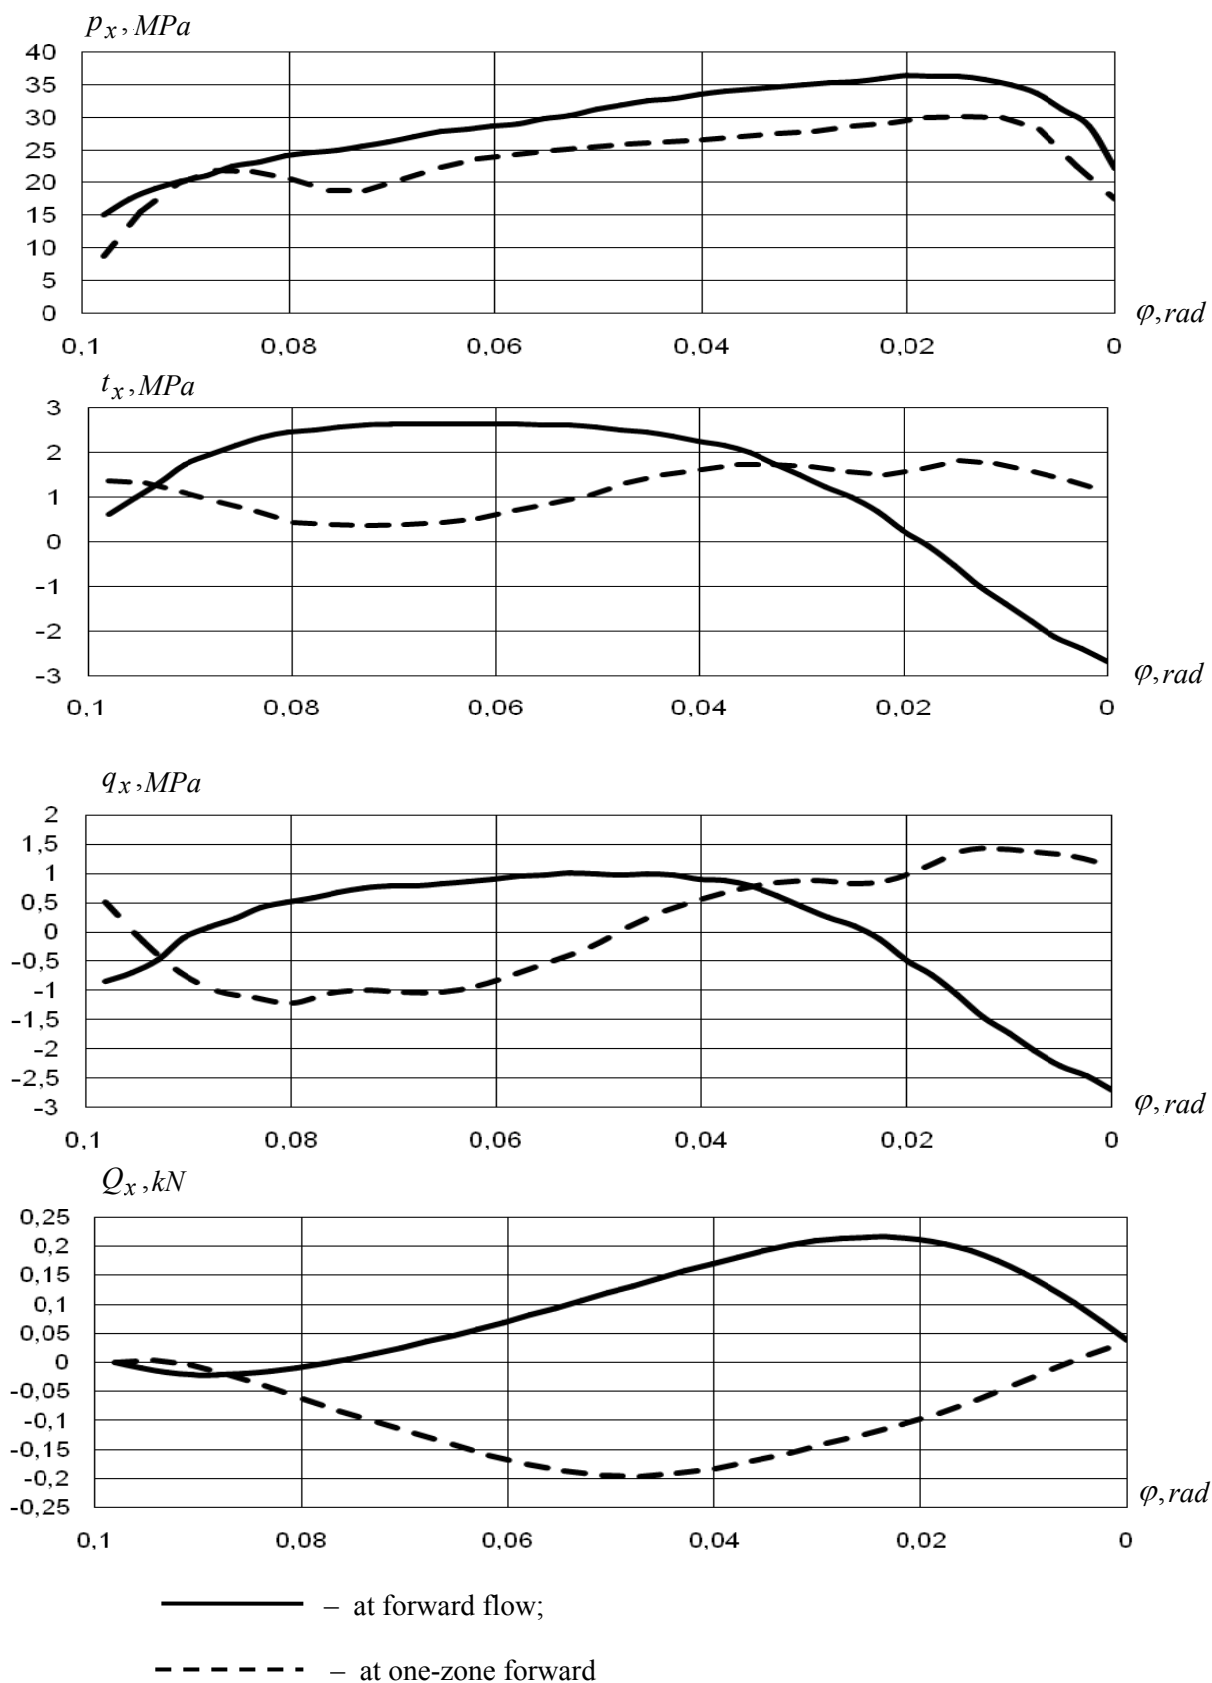 p x , MPa
40
35
30
25
20
15
10
5
0
φ, rad
0,1 0,08 0,06 0,04 0,02 0
t x , MPa
3
2
1
0
-1
-2
-3
φ, rad
0,1 0,08 0,06 0,04 0,02 0
q x , MPa
2
1,5
1
0,5
0
-0,5
-1
-1,5
-2
-2,5
-3
φ, rad
0,1 0,08 0,06 0,04 0,02 0
Q x , kN
0,25
0,2
0,15
0,1
0,05
0
-0,05
-0,1
-0,15
-0,2
-0,25
φ, rad
0,1 0,08 0,06 0,04 0,02 0
– at forward flow;
– at one-zone forward